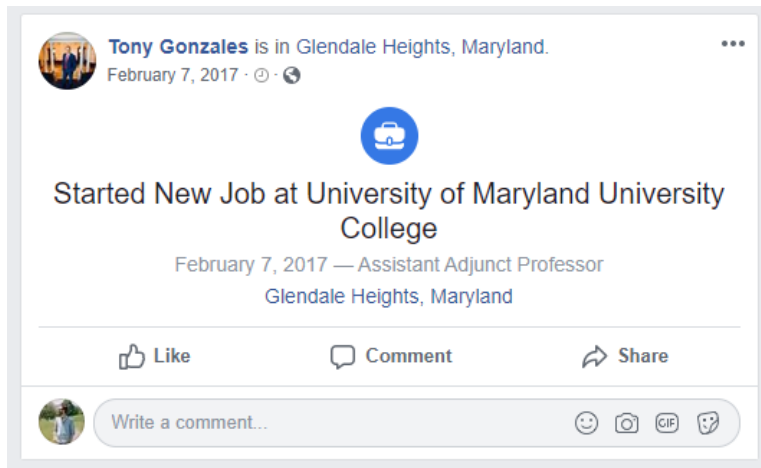 Tony Gonzales is in Glendale Heights, Maryland.
February 7, 2017 · ·
Started New Job at University of Maryland University
College
February 7, 2017 — Assistant Adjunct Professor
Glendale Heights, Maryland
Like Comment Share
Write a comment... GIF